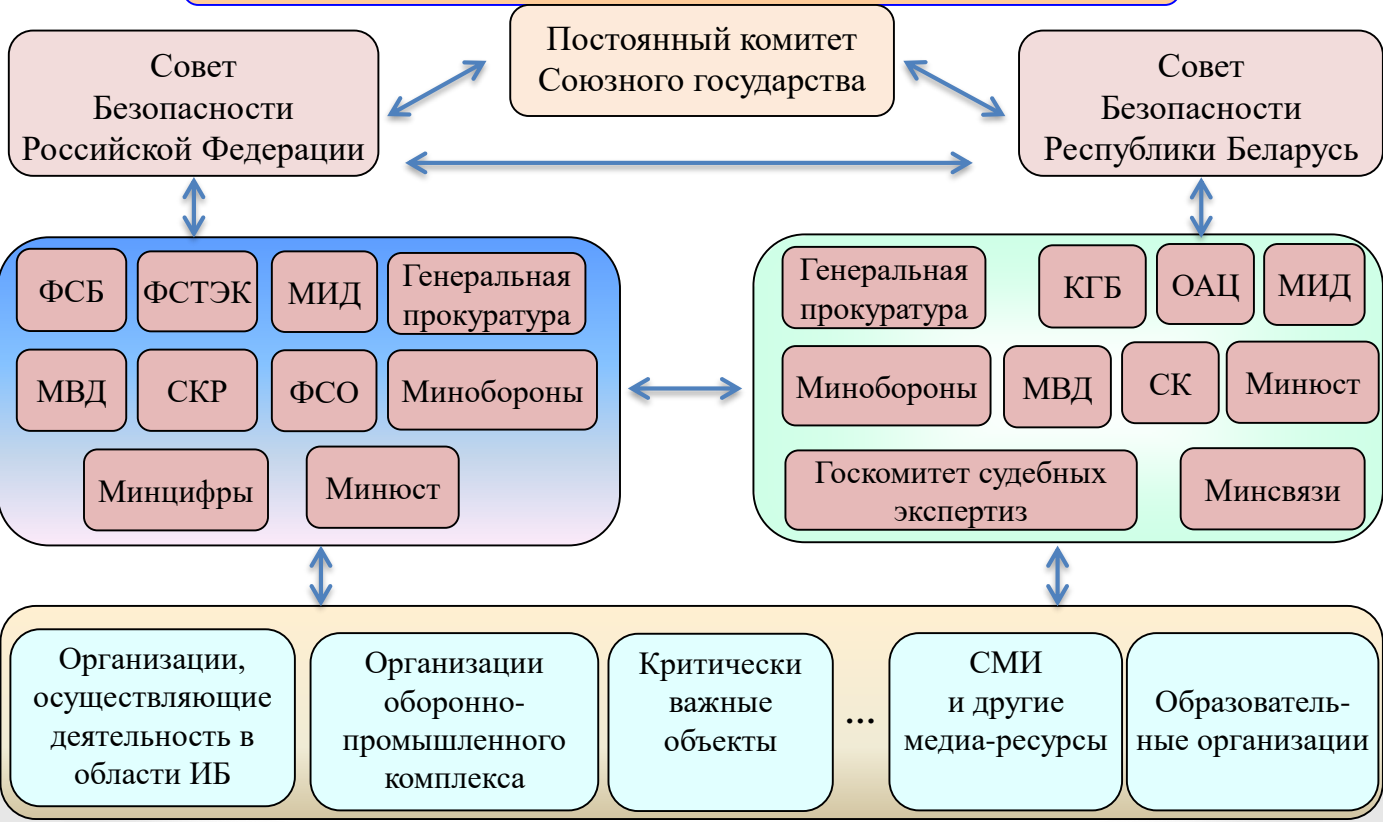 Постоянный комитет
Союзного государства
Совет
Безопасности
Российской Федерации
Совет
Безопасности
Республики Беларусь
ФСБ
ФСТЭК
МИД
Генеральная
прокуратура
МВД
СКР
ФСО
Минобороны
Минцифры
Минюст
Генеральная
прокуратура
КГБ
ОАЦ
МИД
Минобороны
МВД
СК
Минюст
Госкомитет судебных
экспертиз
Минсвязи
Организации,
осуществляющие
деятельность в
области ИБ
Организации
оборонно-
промышленного
комплекса
Критически
важные
объекты
...
СМИ
и другие
медиа-ресурсы
Образователь-
ные организации